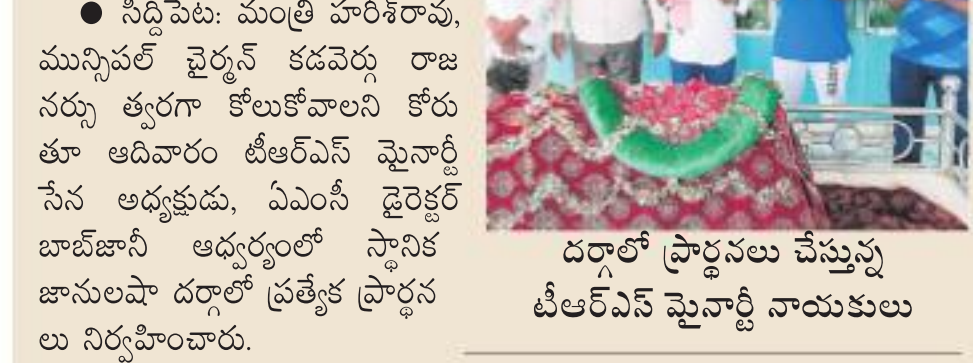 ● సిద్దిపేట: మంత్రి హరీశ్‌రావు,
మున్సిపల్ చైర్మన్ కడవెర్గు రాజ
నర్సు త్వరగా కోలుకోవాలని కోరు
తూ ఆదివారం టీఆర్ఎస్ మైనార్టీ
సేన అధ్యక్షుడు, ఏఎంసీ డైరెక్టర్
బాబ్‌జానీ ఆధ్వర్యంలో స్థానిక
జానులషా దర్గాలో ప్రత్యేక ప్రార్థన
లు నిర్వహించారు.
దర్గాలో ప్రార్థనలు చేస్తున్న
టీఆర్ఎస్ మైనార్టీ నాయకులు